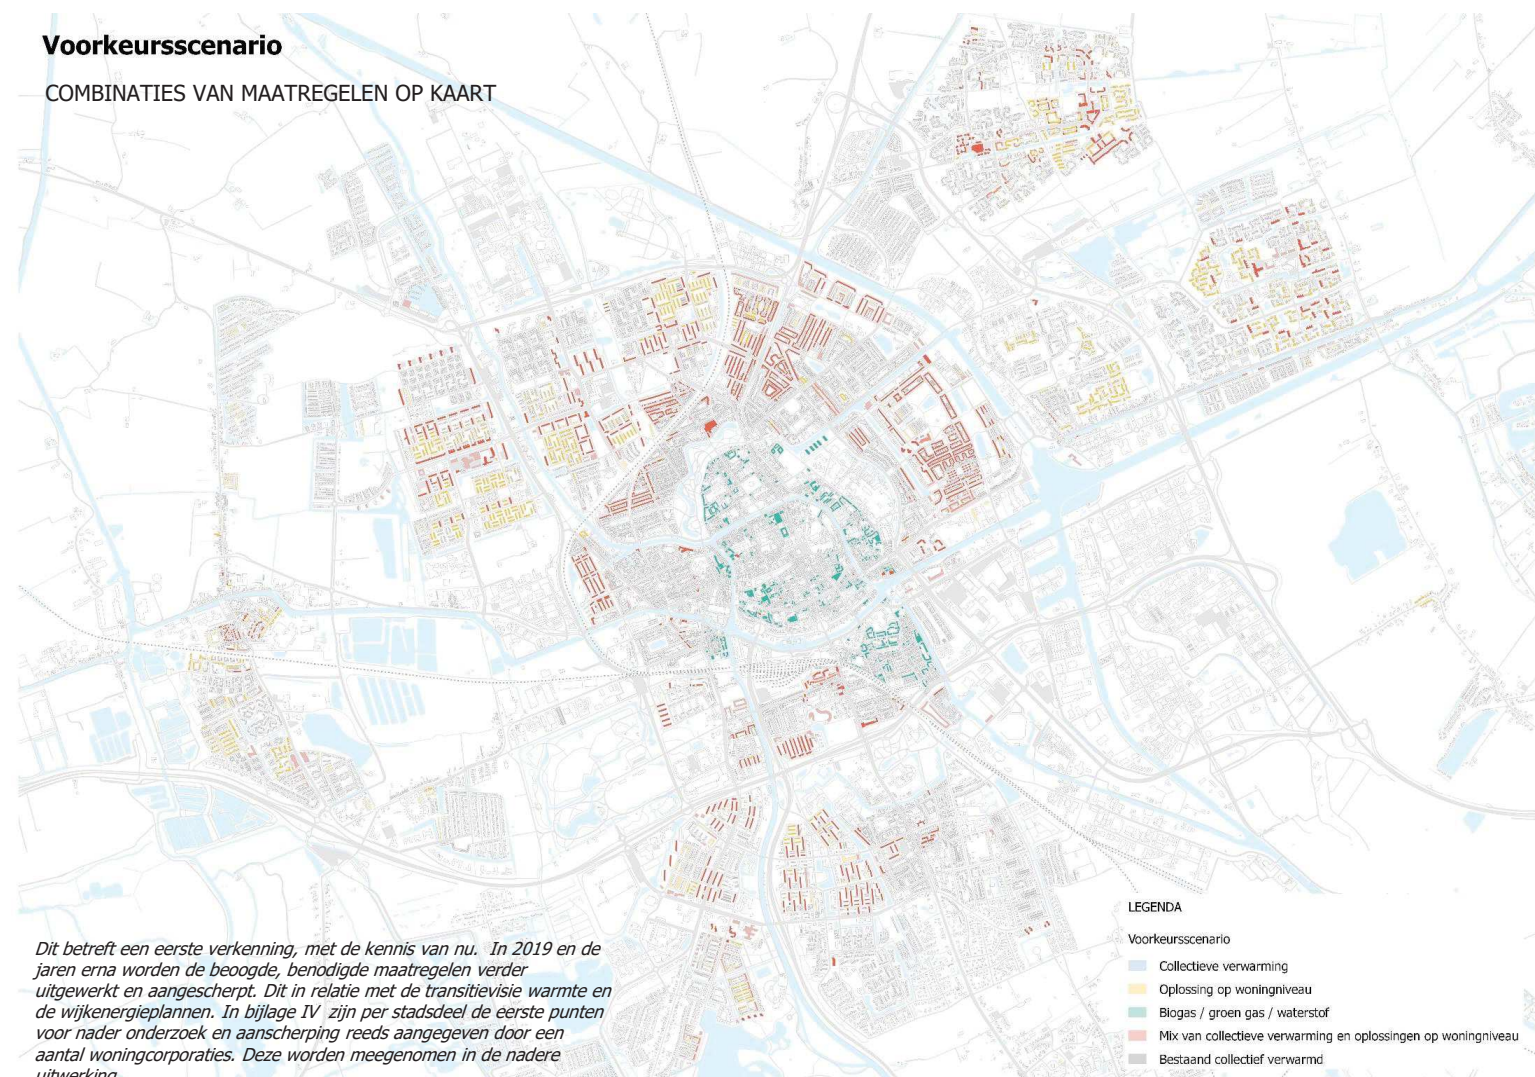 Voorkeursscenario
COMBINATIES VAN MAATREGELEN OP KAART
Dit betreft een eerste verkenning, met de kennis van nu. In 2019 en de
jaren erna worden de beoogde, benodigde maatregelen verder
uitgewerkt en aangescherpt. Dit in relatie met de transitievisie warmte en
de wijkenergieplannen. In bijlage IV zijn per stadsdeel de eerste punten
voor nader onderzoek en aanscherping reeds aangegeven door een
aantal woningcorporaties. Deze worden meegenomen in de nadere
uitwerking.
LEGENDA
Voorkeursscenario
Collectieve verwarming
Oplossing op woningniveau
Biogas / groen gas / waterstof
Mix van collectieve verwarming en oplossingen op woningniveau
Bestaand collectief verwarmd